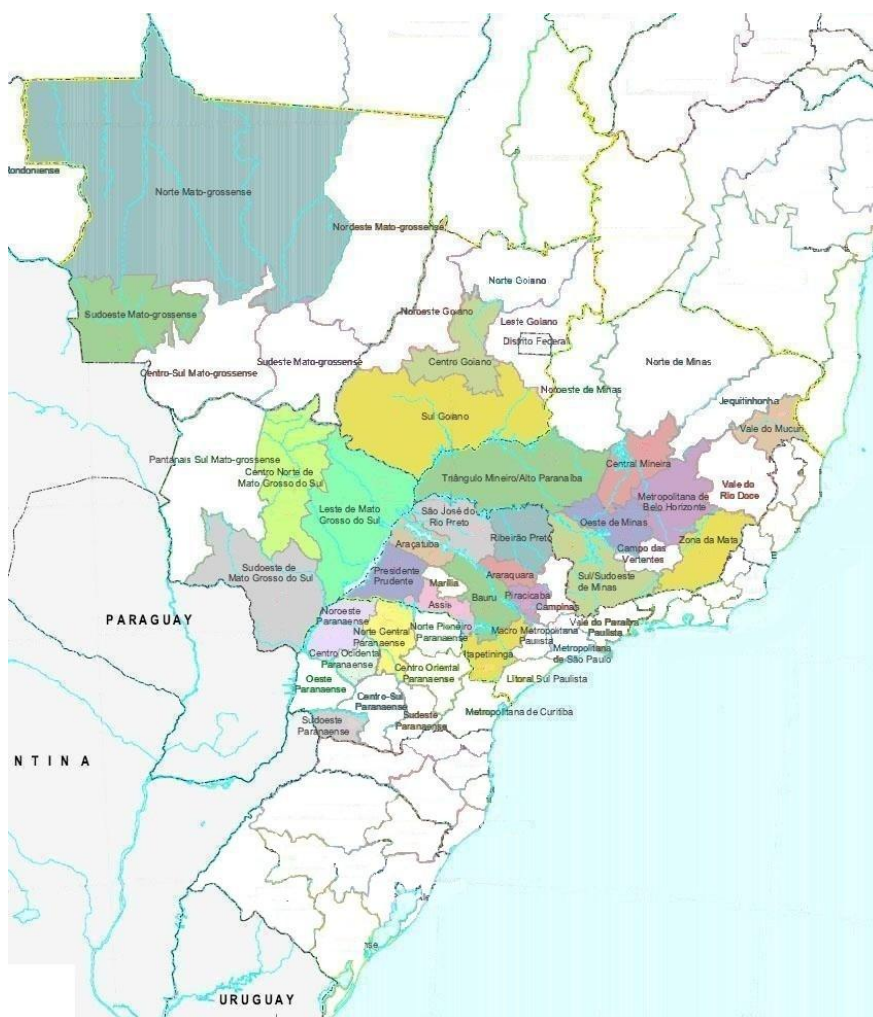 Rondoniense
Norte Mato-grossense
Nordeste Mato-grossense
Sudoeste Mato-grossense
Norte Goiano
Noroeste Goiano
Leste Goiano
Distrito Federal
Centro Goiano
Sudeste Mato-grossense
Centro-Sul Mato-grossense
Norte de Minas
Noroeste de Minas
Jequitinhonha
Sul Goiano
Vale do Mucuri
Pantanais Sul Mato-grossense
Centro Norte de
Mato Grosso do Sul
Central Mineira
Triângulo Mineiro/Alto Paranaíba
Vale do
Rio Doce
Metropolitana de
Belo Horizonte
Leste de Mato
Grosso do Sul
São José do
Rio Preto
Oeste de Minas
Ribeirão Preto
Zona da Mata
Araçatuba
Campo das
Vertentes
Sudoeste de
Mato Grosso do Sul
Presidente
Prudente
Araraquara
Sul/Sudoeste
de Minas
Marília
Bauru
Piracicaba
Assis
Campinas
PARAGUAY
Noroeste
Paranaense
Norte Central
Paranaense
Norte Pioneiro
Paranaense
Macro Metropolitana
Paulista
Vale do Paraíba
Paulista
Centro Ocidental
Paranaense
Itapetininga
Metropolitana
de São Paulo
Centro Oriental
Paranaense
Oeste
Paranaense
Litoral Sul Paulista
Centro-Sul
Paranaense
Sudeste
Paranaense
Metropolitana de Curitiba
Sudoeste
Paranaense
NTINA
URUGUAY